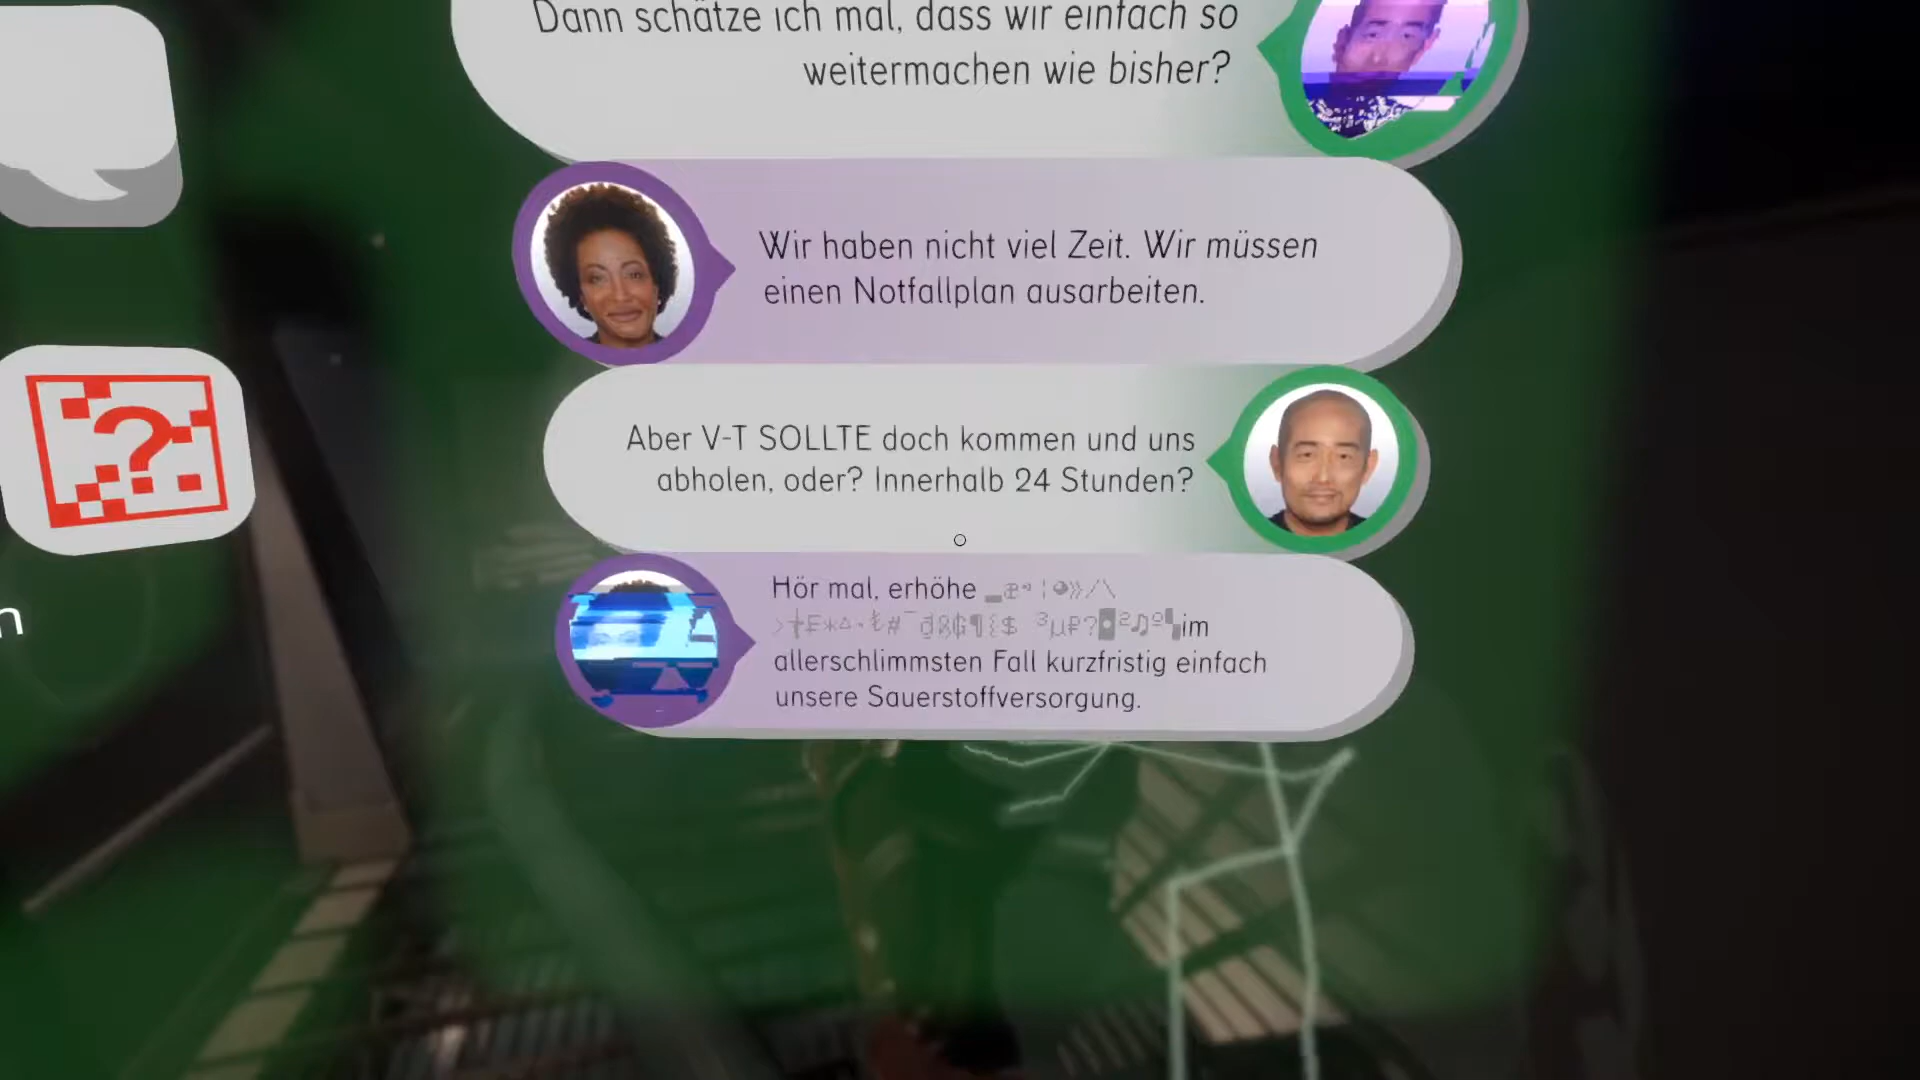 Dann schätze ich mal, dass wir einfach so
weitermachen wie bisher?
Wir haben nicht viel Zeit. Wir müssen
einen Notfallplan ausarbeiten.
Aber V-T SOLLTE doch kommen und uns
abholen, oder? Innerhalb 24 Stunden?
?
Hör mal, erhöhe
im
n
allerschlimmsten Fall kurzfristig einfach
unsere Sauerstoffversorgung.